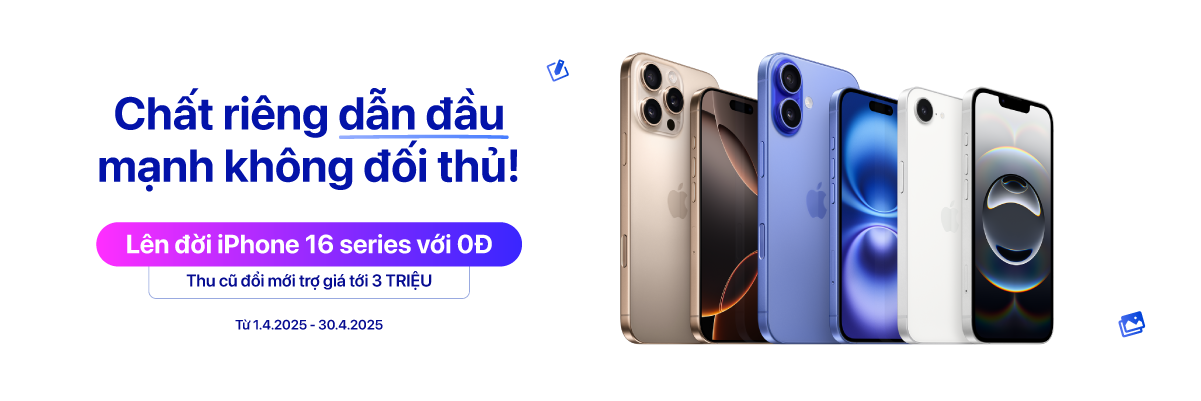 Chất riêng dẫn đầu
mạnh không đối thủ!
Lên đời iPhone 16 series với 0Đ
Thu cũ đổi mới trợ giá tới 3 TRIỆU
Từ 1.4.2025 - 30.4.2025